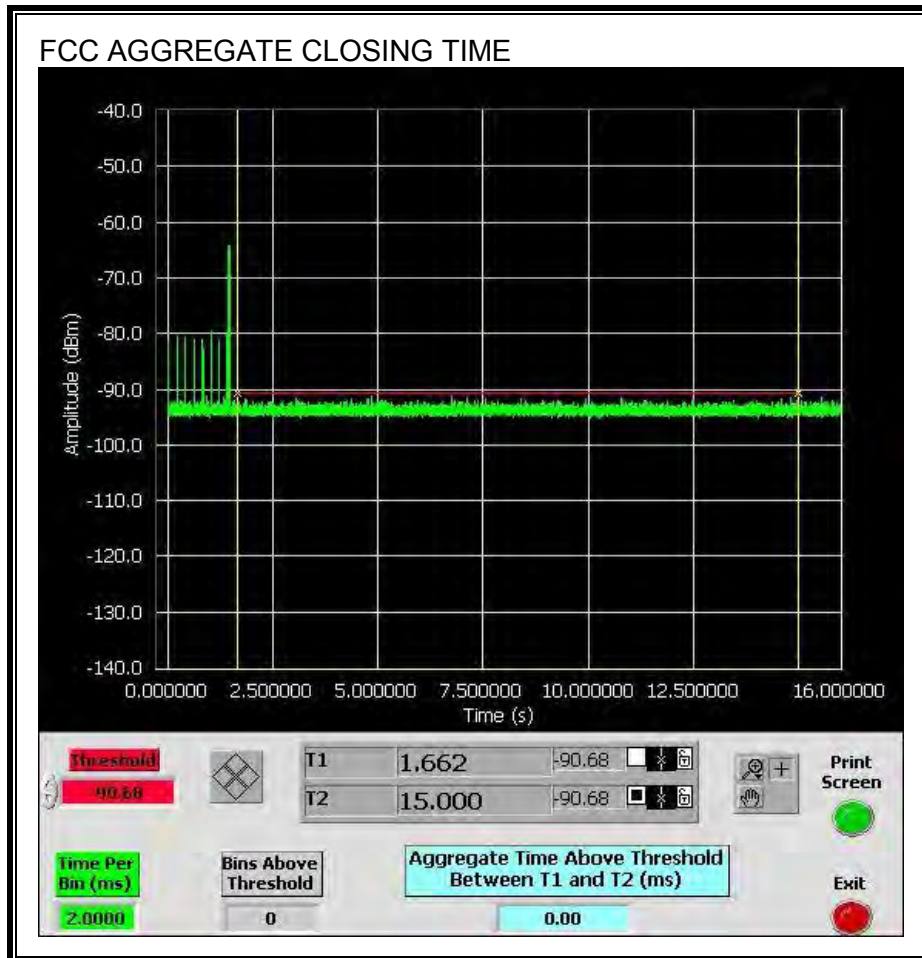 FCC AGGREGATE CLOSING TIME
-40.0
-50.0
-60.0
-70.0
-80.0
-90.0
-100.0
-110.0
-120.0
-130.0
-140.0
Amplitude (dBm)
0.000000 2.500000 5.000000 7.500000 10.000000 12.500000 16.000000
Time (s)
Threshold
-90.68
T1 1.662 -90.68
T2 15.000 -90.68
Print
Screen
Time Per
Bin (ms)
2.0000
Bins Above
Threshold
0
Aggregate Time Above Threshold
Between T1 and T2 (ms)
0.00
Exit